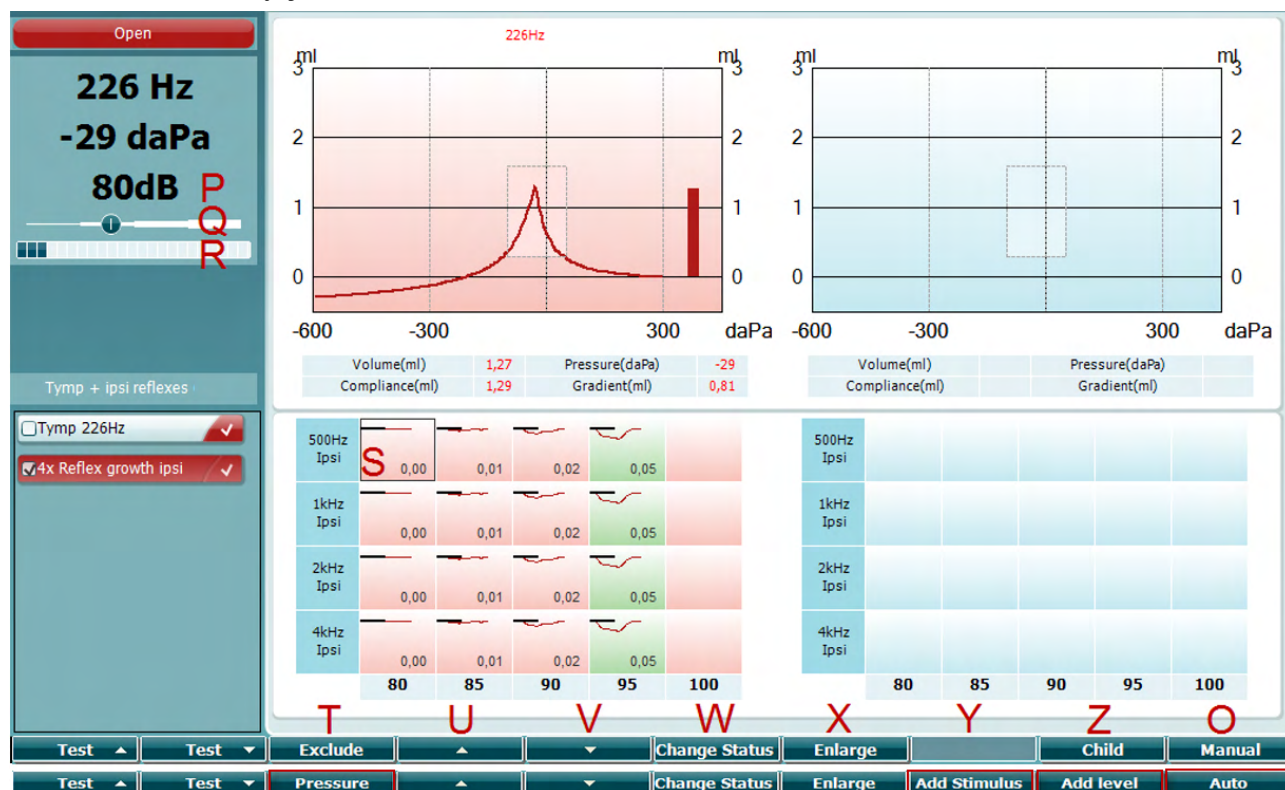 Open
226 Hz
-29 daPa
80dB P
Q
R
Tymp + ipsi reflexes
Tymp 226Hz
4x Reflex growth ipsi
226Hz
ml ml
3 3
2 2
1 1
0 0
-600 -300 300 daPa
Volume(ml) 1,27 Pressure(daPa) -29
Compliance(ml) 1,29 Gradient(ml) 0,81
ml ml
3 3
2 2
1 1
0 0
-600 -300 300 daPa
Volume(ml) Pressure(daPa)
Compliance(ml) Gradient(ml)
500Hz
Ipsi S 0,00 0,01 0,02 0,05
1kHz
Ipsi 0,00 0,01 0,02 0,05
2kHz
Ipsi 0,00 0,01 0,02 0,05
4kHz
Ipsi 0,00 0,01 0,02 0,05
80 85 90 95 100
500Hz
Ipsi
1kHz
Ipsi
2kHz
Ipsi
4kHz
Ipsi
80 85 90 95 100
T U V W X Y Z O
Test Test Exclude Change Status Enlarge Child Manual
Test Test Pressure Change Status Enlarge Add Stimulus Add level Auto